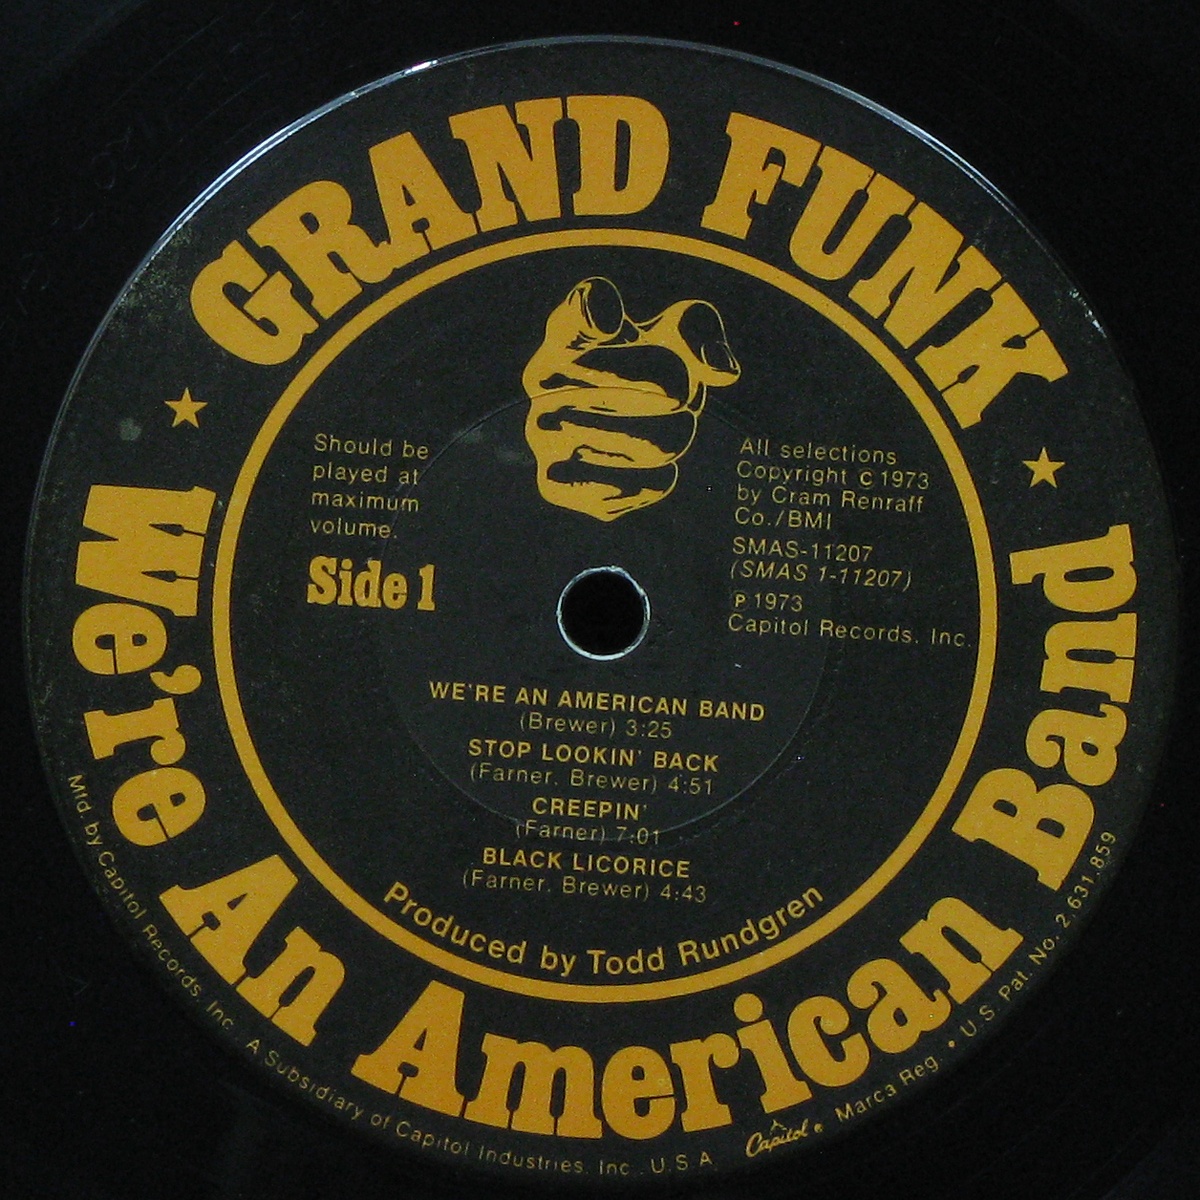 GRAND FUNK
We're An American Band
Should be
played at
maximum
volume.
Side 1
All selections
Copyright © 1973
by Cram Renraff
Co./BMI
SMAS-11207
(SMAS 1-11207)
℗ 1973
Capitol Records, Inc.
WE'RE AN AMERICAN BAND
(Brewer) 3:25
STOP LOOKIN' BACK
(Farner, Brewer) 4:51
CREEPIN'
(Farner) 7:01
BLACK LICORICE
(Farner, Brewer) 4:43
Produced by Todd Rundgren
Mfd. by Capitol Records, Inc. A Subsidiary of Capitol Industries, Inc., U.S.A. Capitol ® Marca Reg. • U.S. Pat. No. 2,631,859